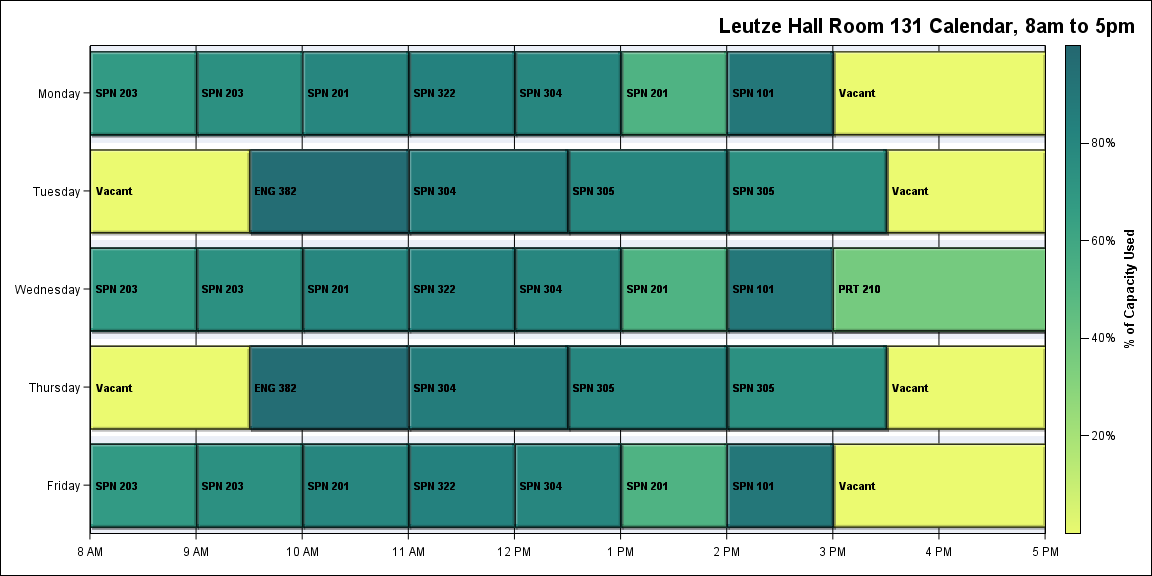 Leutze Hall Room 131 Calendar, 8am to 5pm
Monday
SPN 203
SPN 203
SPN 201
SPN 322
SPN 304
SPN 201
SPN 101
Vacant
Tuesday
Vacant
ENG 382
SPN 304
SPN 305
SPN 305
Vacant
Wednesday
SPN 203
SPN 203
SPN 201
SPN 322
SPN 304
SPN 201
SPN 101
PRT 210
Thursday
Vacant
ENG 382
SPN 304
SPN 305
SPN 305
Vacant
Friday
SPN 203
SPN 203
SPN 201
SPN 322
SPN 304
SPN 201
SPN 101
Vacant
8 AM
9 AM
10 AM
11 AM
12 PM
1 PM
2 PM
3 PM
4 PM
5 PM
80%
60%
40%
20%
% of Capacity Used